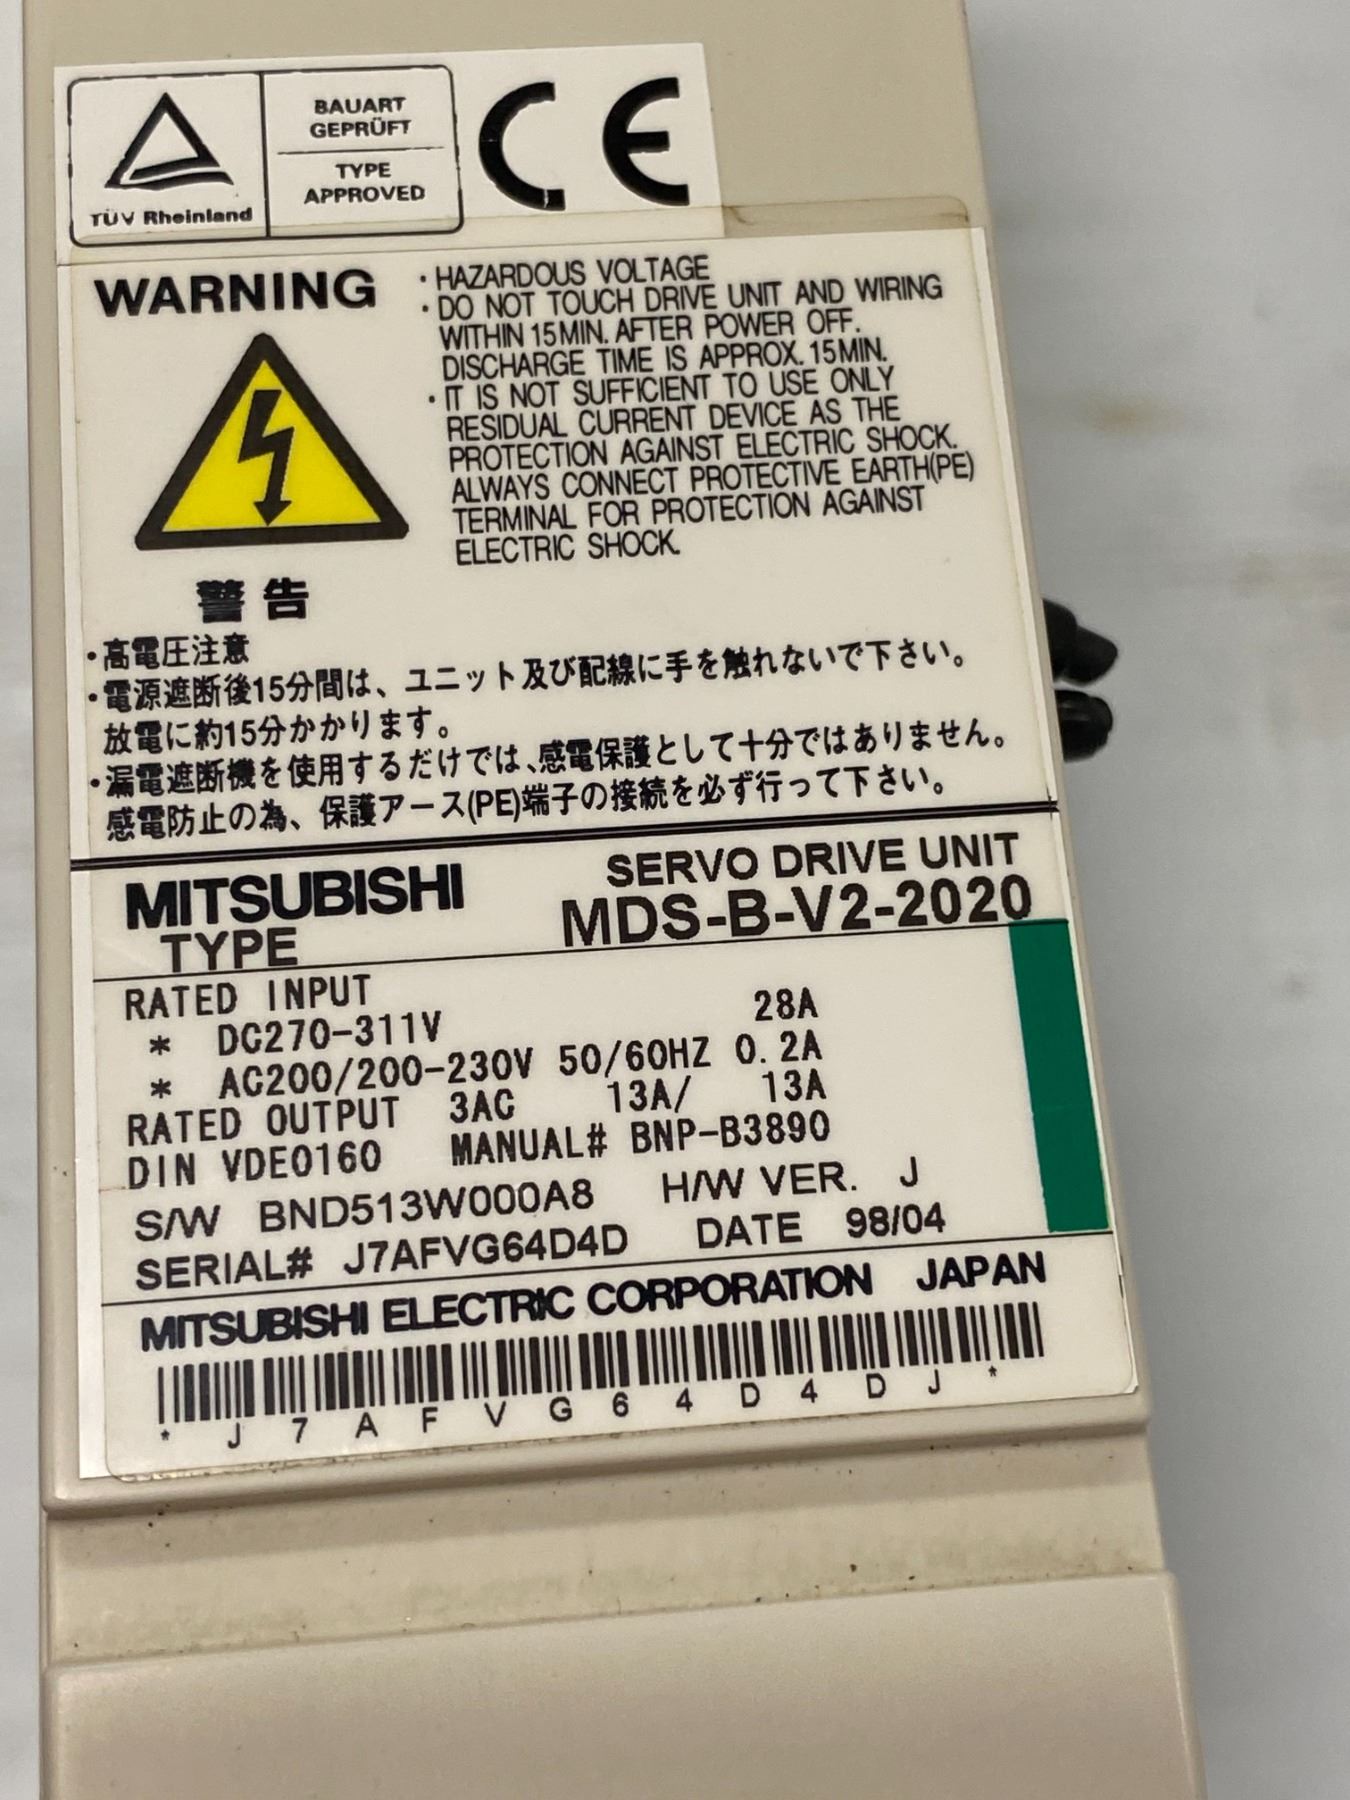 BAUART
GEPRÜFT
TYPE
APPROVED
TÜV Rheinland
CE
WARNING
・HAZARDOUS VOLTAGE
・DO NOT TOUCH DRIVE UNIT AND WIRING
WITHIN 15MIN. AFTER POWER OFF.
DISCHARGE TIME IS APPROX. 15MIN.
・IT IS NOT SUFFICIENT TO USE ONLY
RESIDUAL CURRENT DEVICE AS THE
PROTECTION AGAINST ELECTRIC SHOCK.
ALWAYS CONNECT PROTECTIVE EARTH(PE)
TERMINAL FOR PROTECTION AGAINST
ELECTRIC SHOCK.
警告
・高電圧注意
・電源遮断後15分間は、ユニット及び配線に手を触れないで下さい。
放電に約15分かかります。
・漏電遮断機を使用するだけでは、感電保護として十分ではありません。
感電防止の為、保護アース(PE)端子の接続を必ず行って下さい。
MITSUBISHI SERVO DRIVE UNIT
TYPE MDS-B-V2-2020
RATED INPUT
* DC270-311V 28A
* AC200/200-230V 50/60HZ 0.2A
RATED OUTPUT 3AC 13A/ 13A
DIN VDE0160 MANUAL# BNP-B3890
S/W BND513W000A8 H/W VER. J
SERIAL# J7AFVG64D4D DATE 98/04
MITSUBISHI ELECTRIC CORPORATION JAPAN
* J 7 A F V G 6 4 D 4 D J *